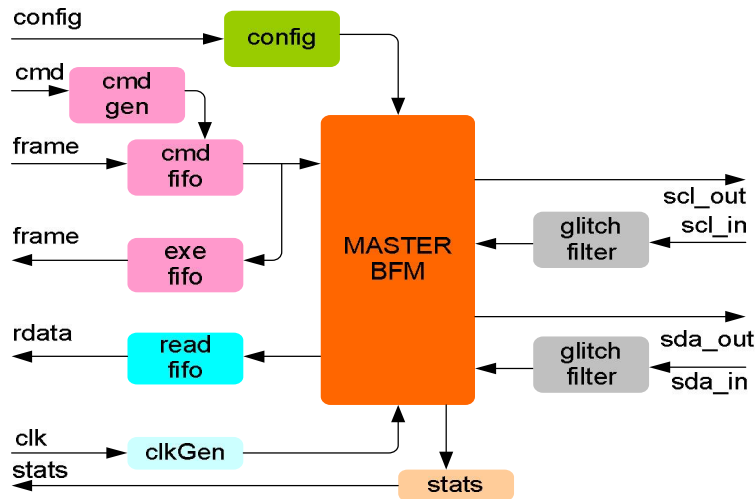 config
config
cmd
cmd
gen
frame
cmd
fifo
frame
exe
fifo
MASTER
BFM
scl_out
glitch
filter
scl_in
rdata
read
fifo
sda_out
glitch
filter
sda_in
clk
clkGen
stats
stats